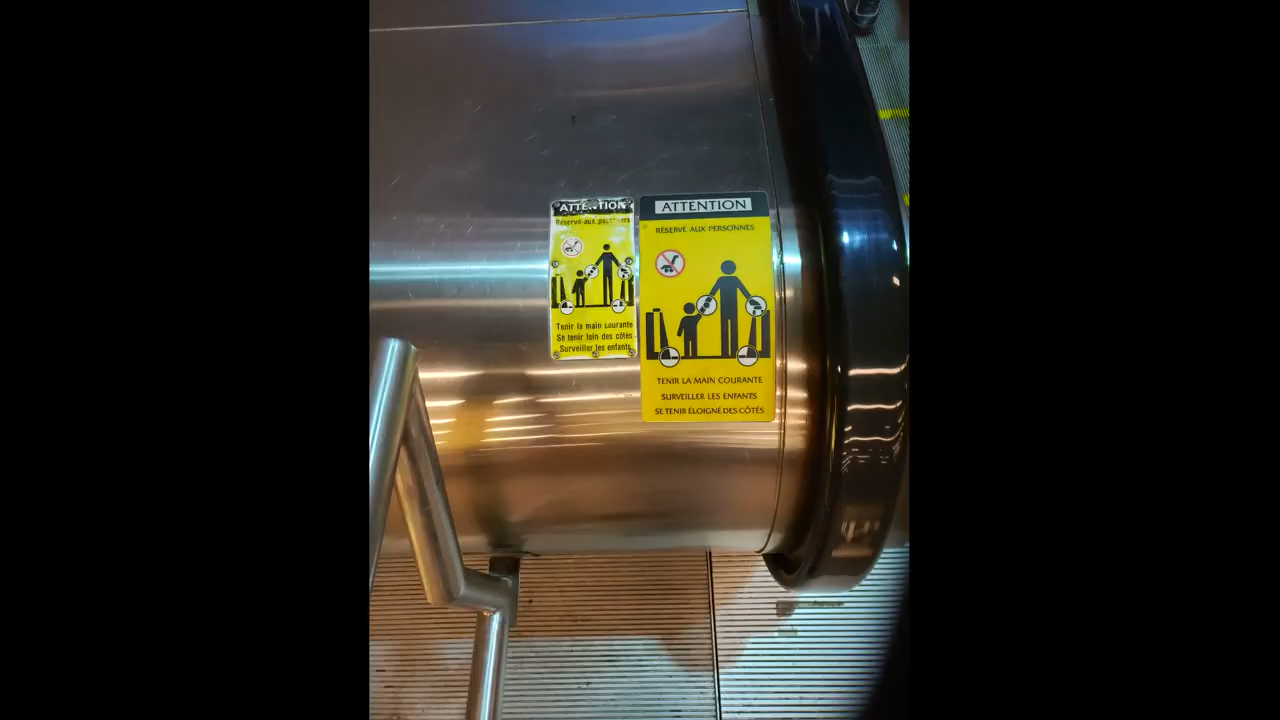 ATTENTION
Réservé aux passagers
Tenir la main courante
Se tenir loin des côtés
Surveiller les enfants
ATTENTION
RÉSERVÉ AUX PERSONNES
TENIR LA MAIN COURANTE
SURVEILLER LES ENFANTS
SE TENIR ÉLOIGNÉ DES CÔTÉS